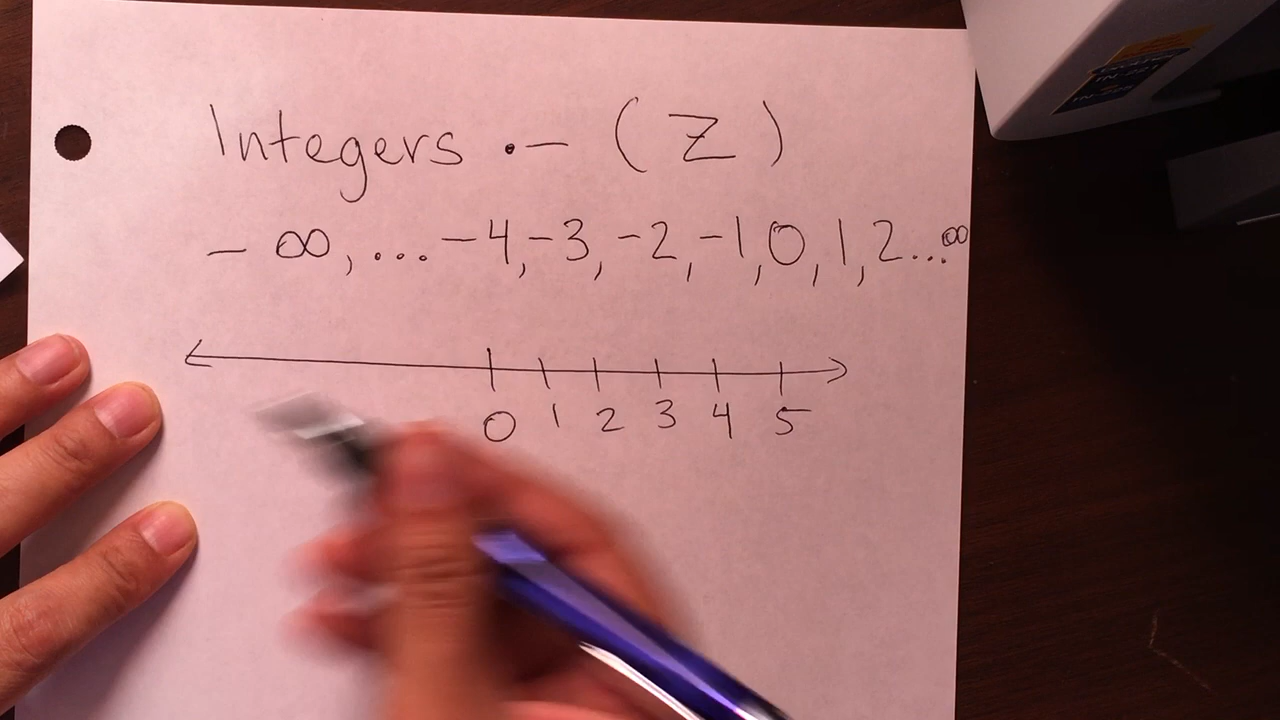 Integers :- (Z)
- ∞, ... -4, -3, -2, -1, 0, 1, 2 ... ∞
0 1 2 3 4 5